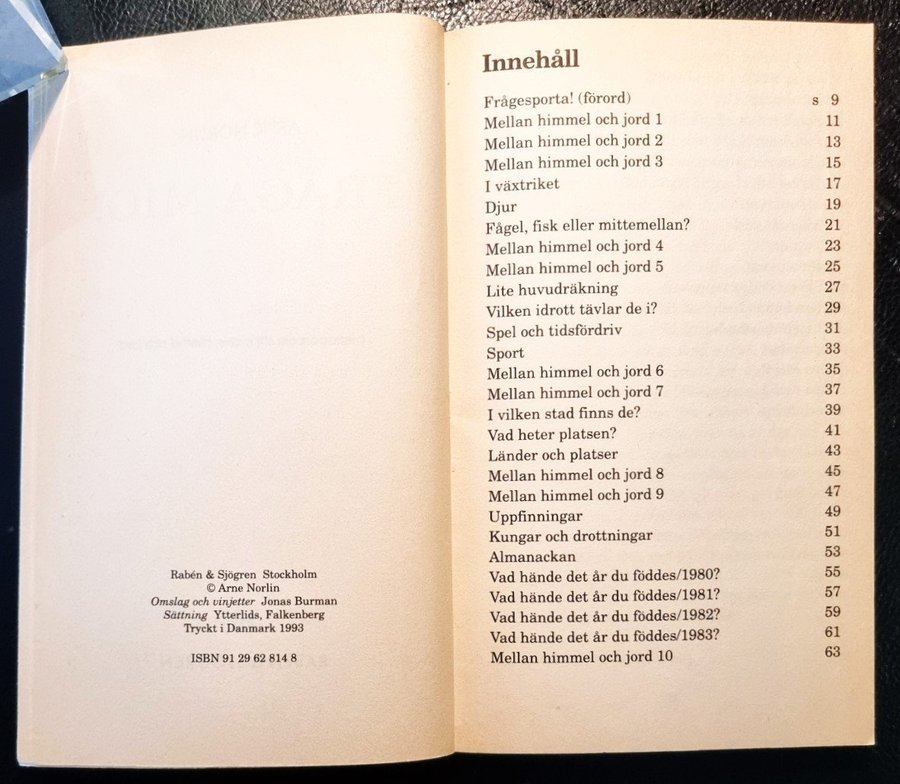 Rabén & Sjögren Stockholm
© Arne Norlin
Omslag och vinjetter Jonas Burman
Sättning Ytterlids, Falkenberg
Tryckt i Danmark 1993
ISBN 91 29 62 814 8
Innehåll
Frågesporta! (förord) s 9
Mellan himmel och jord 1 11
Mellan himmel och jord 2 13
Mellan himmel och jord 3 15
I växtriket 17
Djur 19
Fågel, fisk eller mittemellan? 21
Mellan himmel och jord 4 23
Mellan himmel och jord 5 25
Lite huvudräkning 27
Vilken idrott tävlar de i? 29
Spel och tidsfördriv 31
Sport 33
Mellan himmel och jord 6 35
Mellan himmel och jord 7 37
I vilken stad finns de? 39
Vad heter platsen? 41
Länder och platser 43
Mellan himmel och jord 8 45
Mellan himmel och jord 9 47
Uppfinningar 49
Kungar och drottningar 51
Almanackan 53
Vad hände det år du föddes/1980? 55
Vad hände det år du föddes/1981? 57
Vad hände det år du föddes/1982? 59
Vad hände det år du föddes/1983? 61
Mellan himmel och jord 10 63